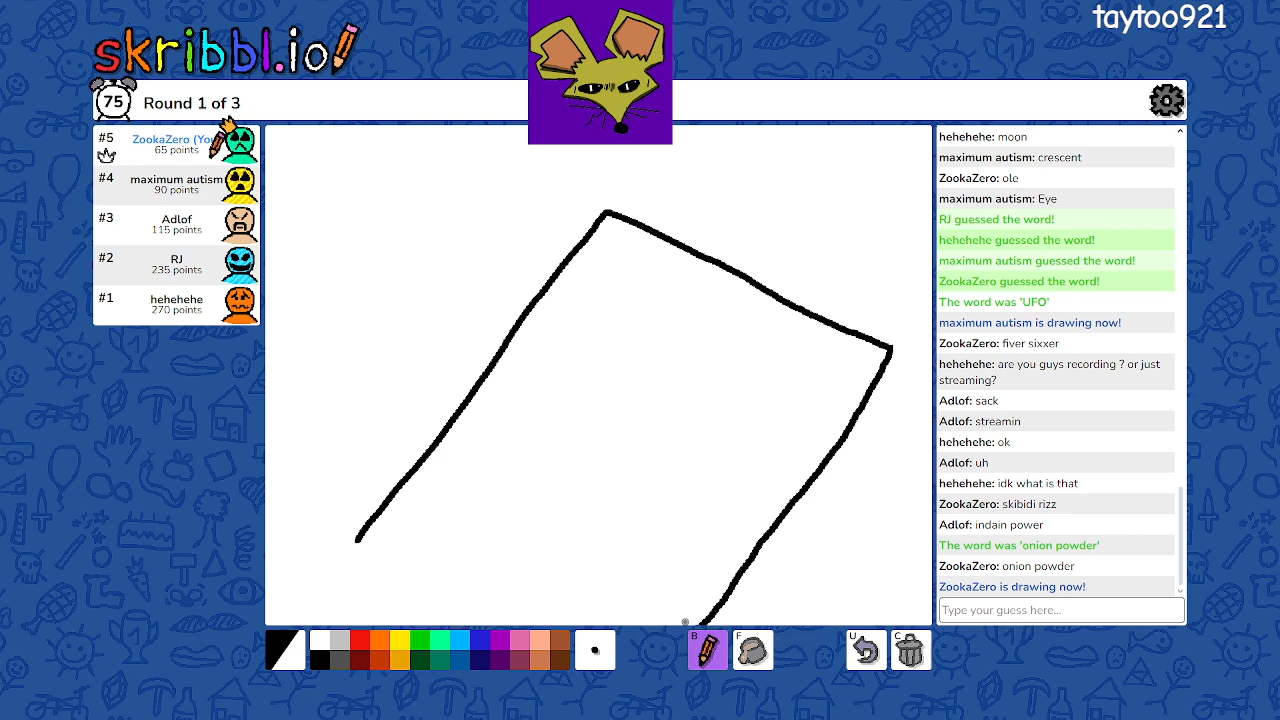 taytoo921
skribbl.io
75
Round 1 of 3
#5
ZookaZero (You)
65 points
#4
maximum autism
90 points
#3
Adlof
115 points
#2
RJ
235 points
#1
hehehehe
270 points
hehehehe: moon
maximum autism: crescent
ZookaZero: ole
maximum autism: Eye
RJ guessed the word!
hehehehe guessed the word!
maximum autism guessed the word!
ZookaZero guessed the word!
The word was 'UFO'
maximum autism is drawing now!
ZookaZero: fiver sixxer
hehehehe: are you guys recording ? or just
streaming?
Adlof: sack
Adlof: streamin
hehehehe: ok
Adlof: uh
hehehehe: idk what is that
ZookaZero: skibidi rizz
Adlof: indain power
The word was 'onion powder'
ZookaZero: onion powder
ZookaZero is drawing now!
Type your guess here...
B
F
U
C